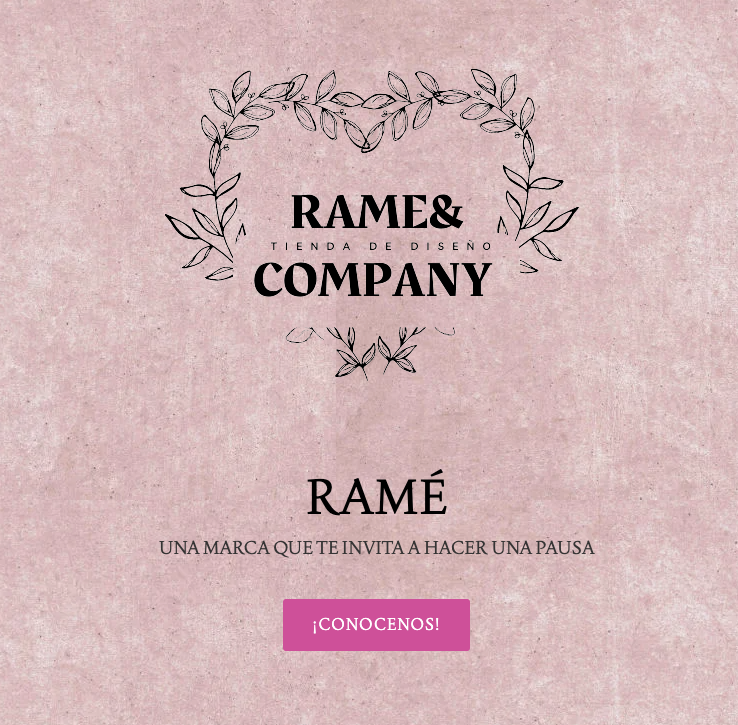 RAME&
TIENDA DE DISEÑO
COMPANY
RAMÉ
UNA MARCA QUE TE INVITA A HACER UNA PAUSA
¡CONOCENOS!